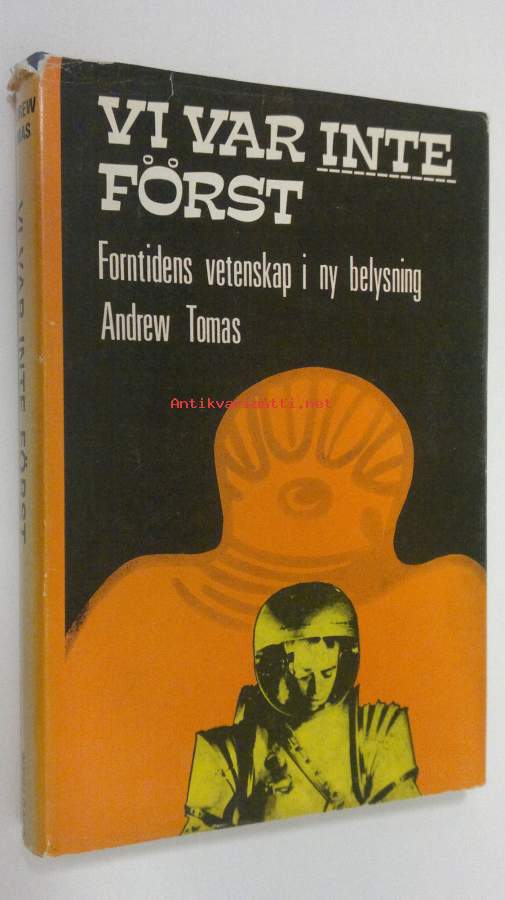 VI VAR INTE
FÖRST
Forntidens vetenskap i ny belysning
Andrew Tomas
Antikvariaatti.net
VI VAR INTE FÖRST